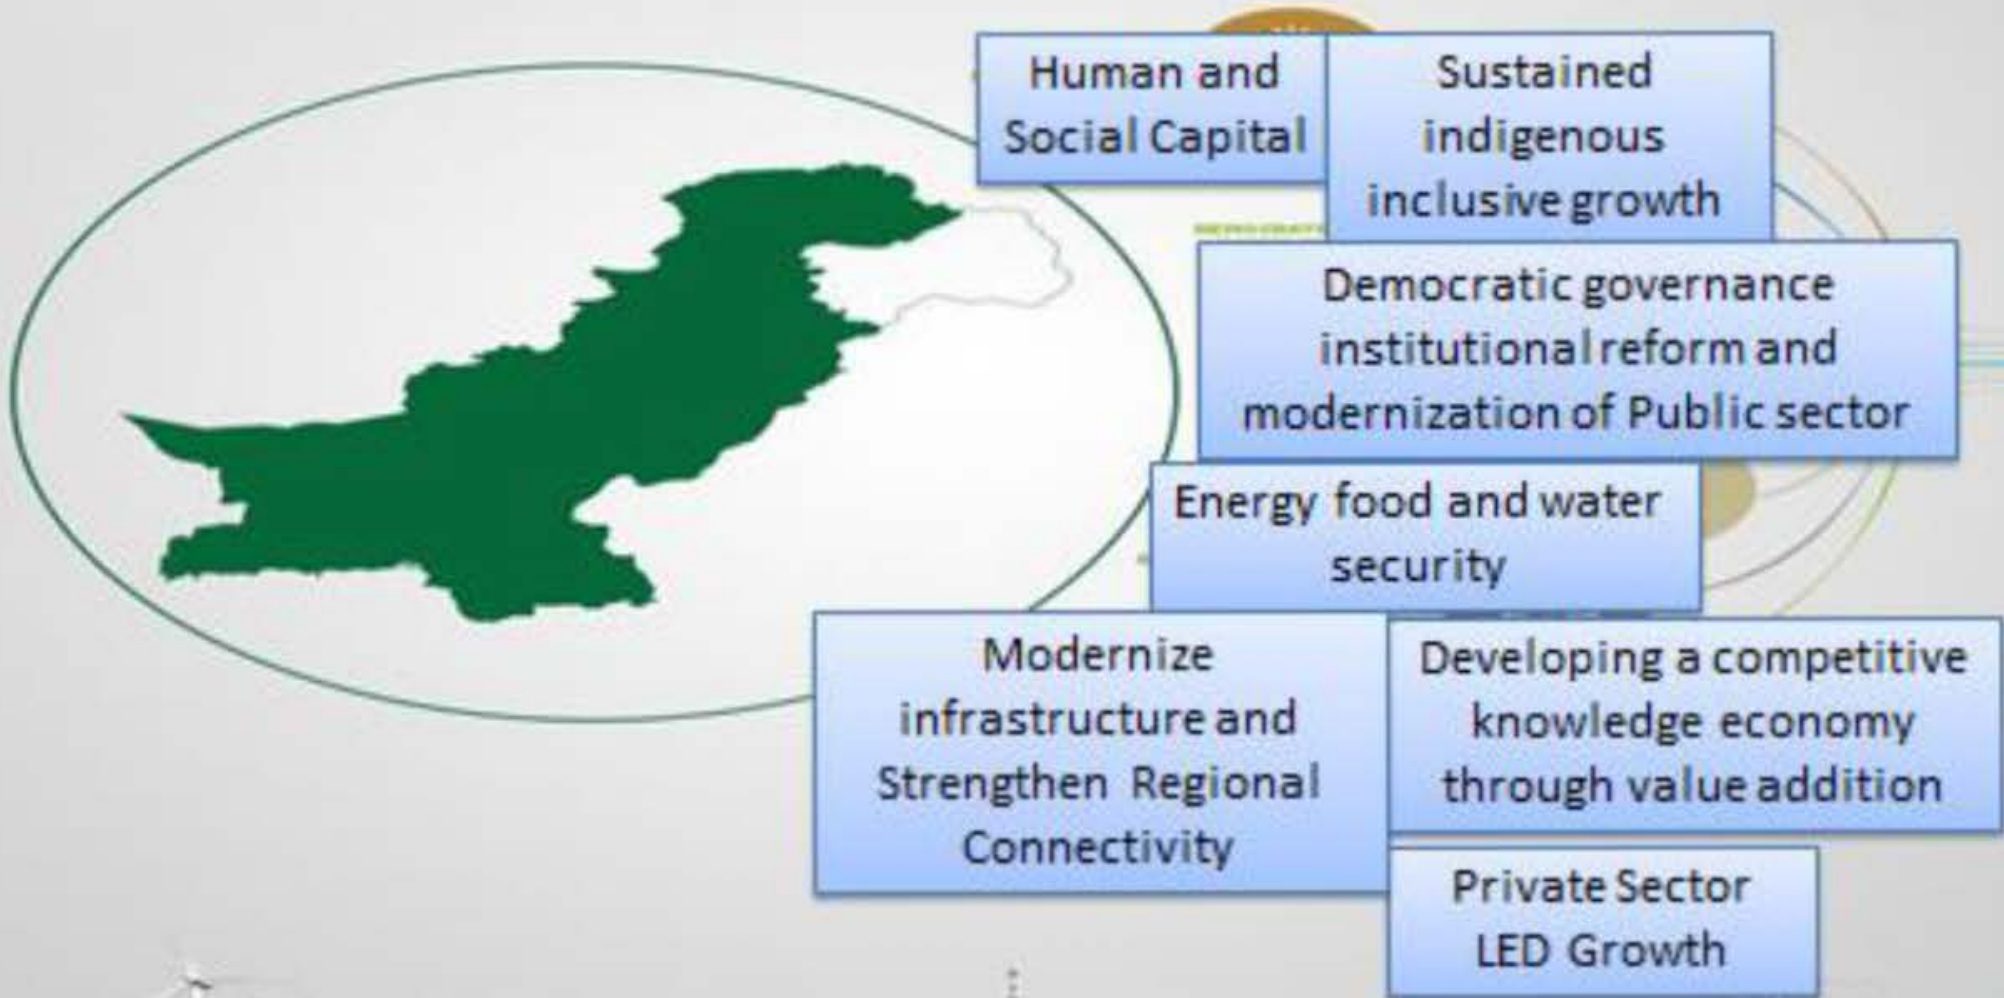 Human and
Social Capital
Sustained
indigenous
inclusive growth
Democratic governance
institutional reform and
modernization of Public sector
Energy food and water
security
Modernize
infrastructure and
Strengthen Regional
Connectivity
Developing a competitive
knowledge economy
through value addition
Private Sector
LED Growth